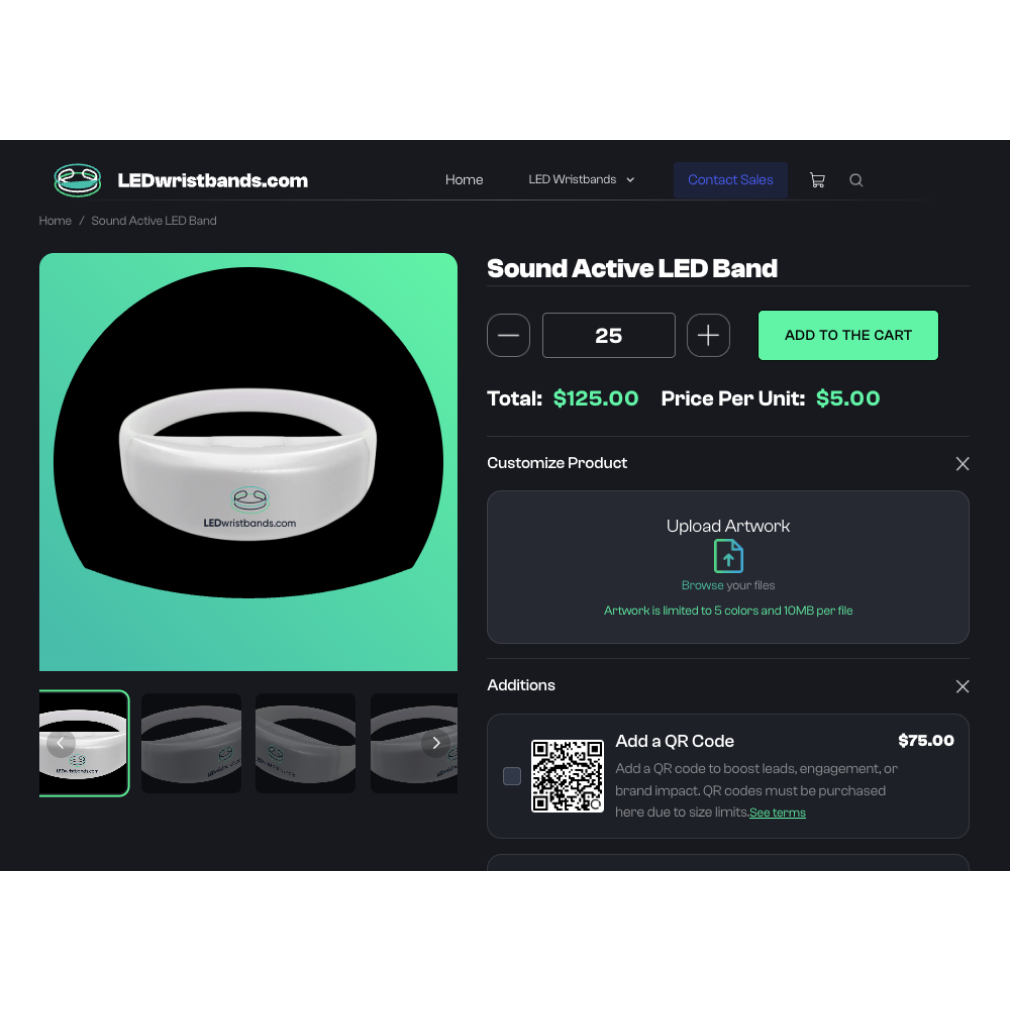 LEDwristbands.com
Home
LED Wristbands
Contact Sales
Home / Sound Active LED Band
LEDwristbands.com
Sound Active LED Band
25
ADD TO THE CART
Total: $125.00 Price Per Unit: $5.00
Customize Product
Upload Artwork
Browse your files
Artwork is limited to 5 colors and 10MB per file
Additions
Add a QR Code
$75.00
Add a QR code to boost leads, engagement, or
brand impact. QR codes must be purchased
here due to size limits.See terms